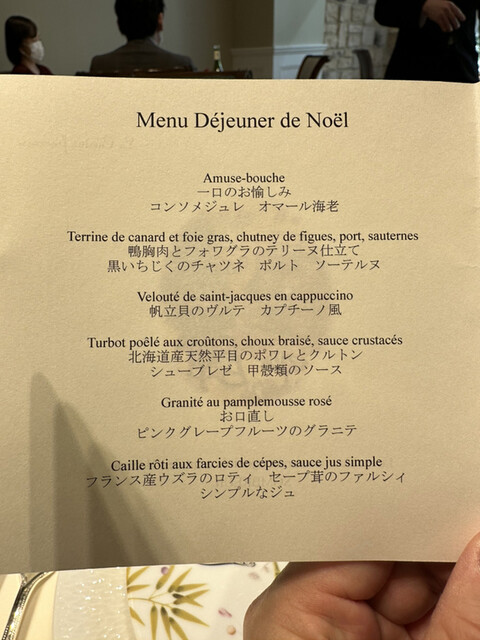 Menu Déjeuner de Noël
Amuse-bouche
一口のお愉しみ
コンソメジュレ　オマール海老
Terrine de canard et foie gras, chutney de figues, port, sauternes
鴨胸肉とフォワグラのテリーヌ仕立て
黒いちじくのチャツネ　ポルト　ソーテルヌ
Velouté de saint-jacques en cappuccino
帆立貝のヴルテ　カプチーノ風
Turbot poêlé aux croûtons, choux braisé, sauce crustacés
北海道産天然平目のポワレとクルトン
シューブレゼ　甲殻類のソース
Granité au pamplemousse rosé
お口直し
ピンクグレープフルーツのグラニテ
Caille rôti aux farcies de cépes, sauce jus simple
フランス産ウズラのロティ　セープ茸のファルシィ
シンプルなジュ